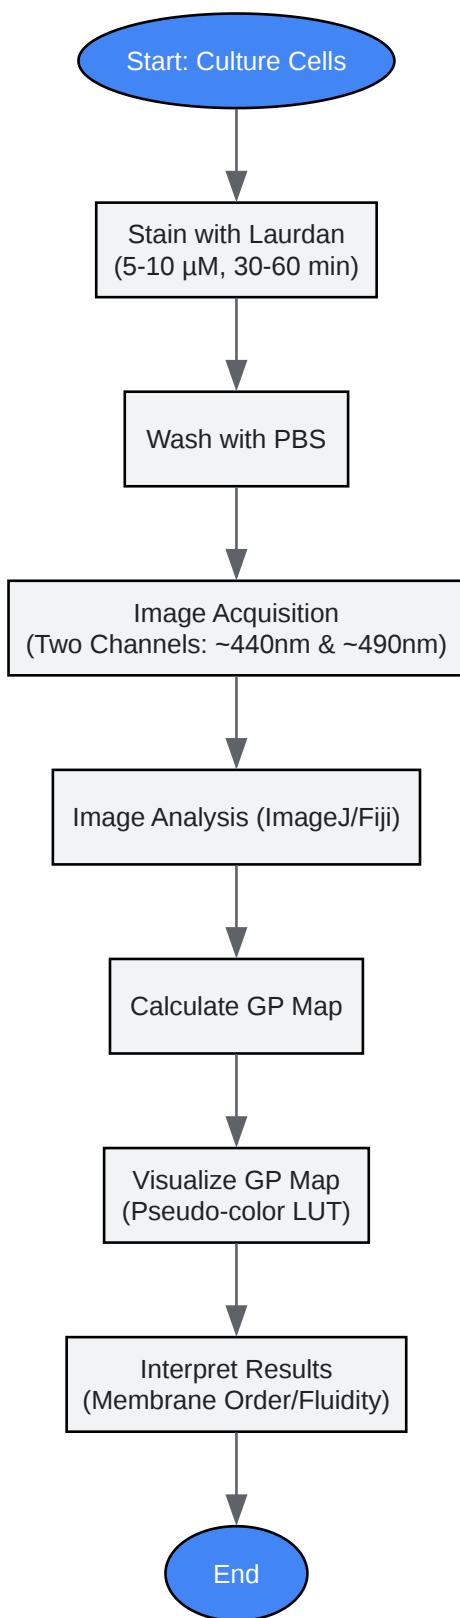 Start: Culture Cells
Stain with Laurdan
(5-10 µM, 30-60 min)
Wash with PBS
Image Acquisition
(Two Channels: ~440nm & ~490nm)
Image Analysis (ImageJ/Fiji)
Calculate GP Map
Visualize GP Map
(Pseudo-color LUT)
Interpret Results
(Membrane Order/Fluidity)
End